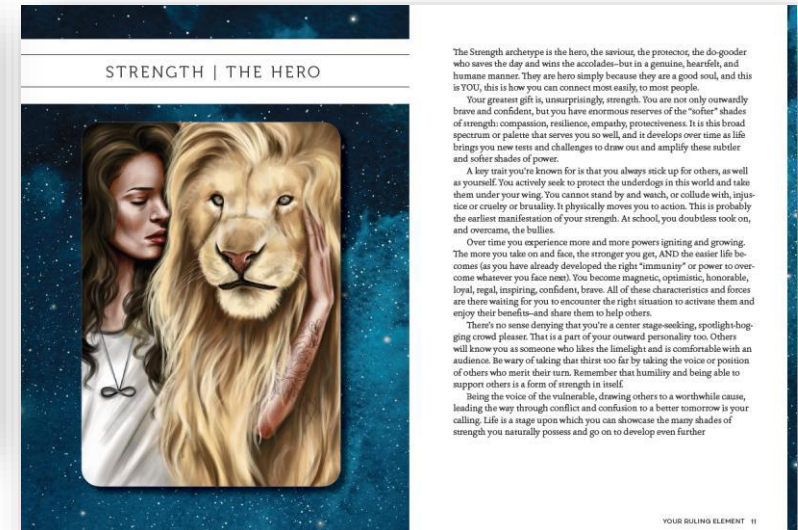 STRENGTH | THE HERO
The Strength archetype is the hero, the saviour, the protector, the do-gooder
who saves the day and wins the accolades–but in a genuine, heartfelt, and
humane manner. They are hero simply because they are a good soul, and this
is YOU, this is how you can connect most easily, to most people.
Your greatest gift is, unsurprisingly, strength. You are not only outwardly
brave and confident, but you have enormous reserves of the “softer” shades
of strength: compassion, resilience, empathy, protectiveness. It is this broad
spectrum or palette that serves you so well, and it develops over time as life
brings you new tests and challenges to draw out and amplify these subtler
and softer shades of power.
A key trait you're known for is that you always stick up for others, as well
as yourself. You actively seek to protect the underdogs in this world and take
them under your wing. You cannot stand by and watch, or collude with, injus-
tice or cruelty or brutality. It physically moves you to action. This is probably
the earliest manifestation of your strength. At school, you doubtless took on,
and overcame, the bullies.
Over time you experience more and more powers igniting and growing.
The more you take on and face, the stronger you get, AND the easier life be-
comes (as you have already developed the right “immunity” or power to over-
come whatever you face next). You become magnetic, optimistic, honorable,
loyal, regal, inspiring, confident, brave. All of these characteristics and forces
are there waiting for you to encounter the right situation to activate them and
enjoy their benefits–and share them to help others.
There's no sense denying that you're a center stage-seeking, spotlight-hog-
ging crowd pleaser. That is a part of your outward personality too. Others
will know you as someone who likes the limelight and is comfortable with an
audience. Be wary of taking that thirst too far by taking the voice or position
of others who merit their turn. Remember that humility and being able to
support others is a form of strength in itself.
Being the voice of the vulnerable, drawing others to a worthwhile cause,
leading the way through conflict and confusion to a better tomorrow is your
calling. Life is a stage upon which you can showcase the many shades of
strength you naturally possess and go on to develop even further
YOUR RULING ELEMENT 11